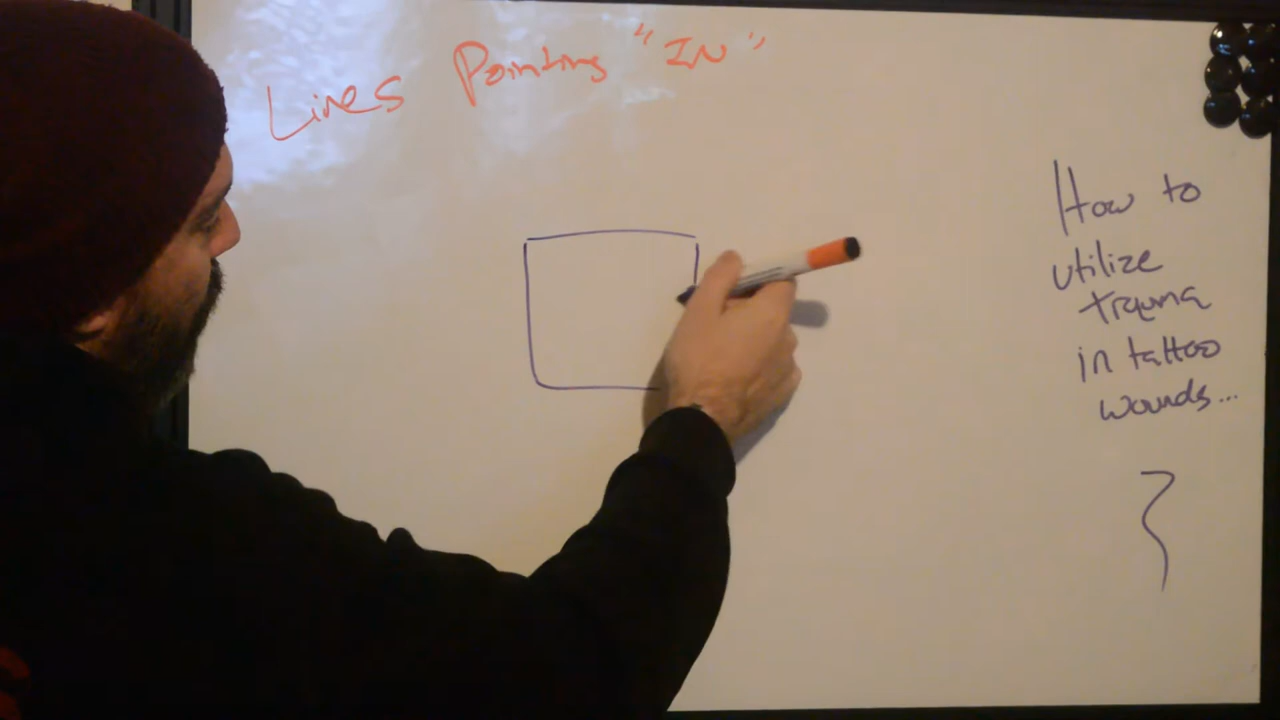 Lines Pointing "IN"
How to
utilize
trauma
in tattoo
wounds...